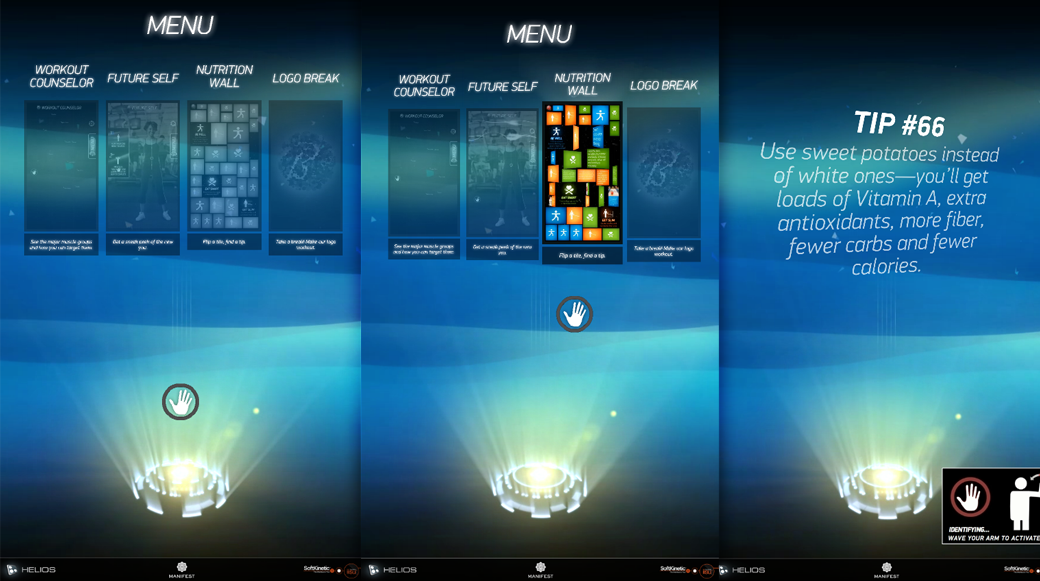 MENU
WORKOUT
COUNSELOR
FUTURE SELF
NUTRITION
WALL
LOGO BREAK
See the major muscle groups
and how you can target them.
Get a sneak peek of the new
you.
Flip a tile, find a tip.
Take a break! Make our logo
workout.
HELIOS
MANIFEST
SoftKinetic
MENU
WORKOUT
COUNSELOR
FUTURE SELF
NUTRITION
WALL
LOGO BREAK
See the major muscle groups
and how you can target them.
Get a sneak peek of the new
you.
Flip a tile, find a tip.
Take a break! Make our logo
workout.
HELIOS
MANIFEST
SoftKinetic
TIP #66
Use sweet potatoes instead
of white ones—you'll get
loads of Vitamin A, extra
antioxidants, more fiber,
fewer carbs and fewer
calories.
IDENTIFYING...
WAVE YOUR ARM TO ACTIVATE
HELIOS
MANIFEST
SoftKinetic